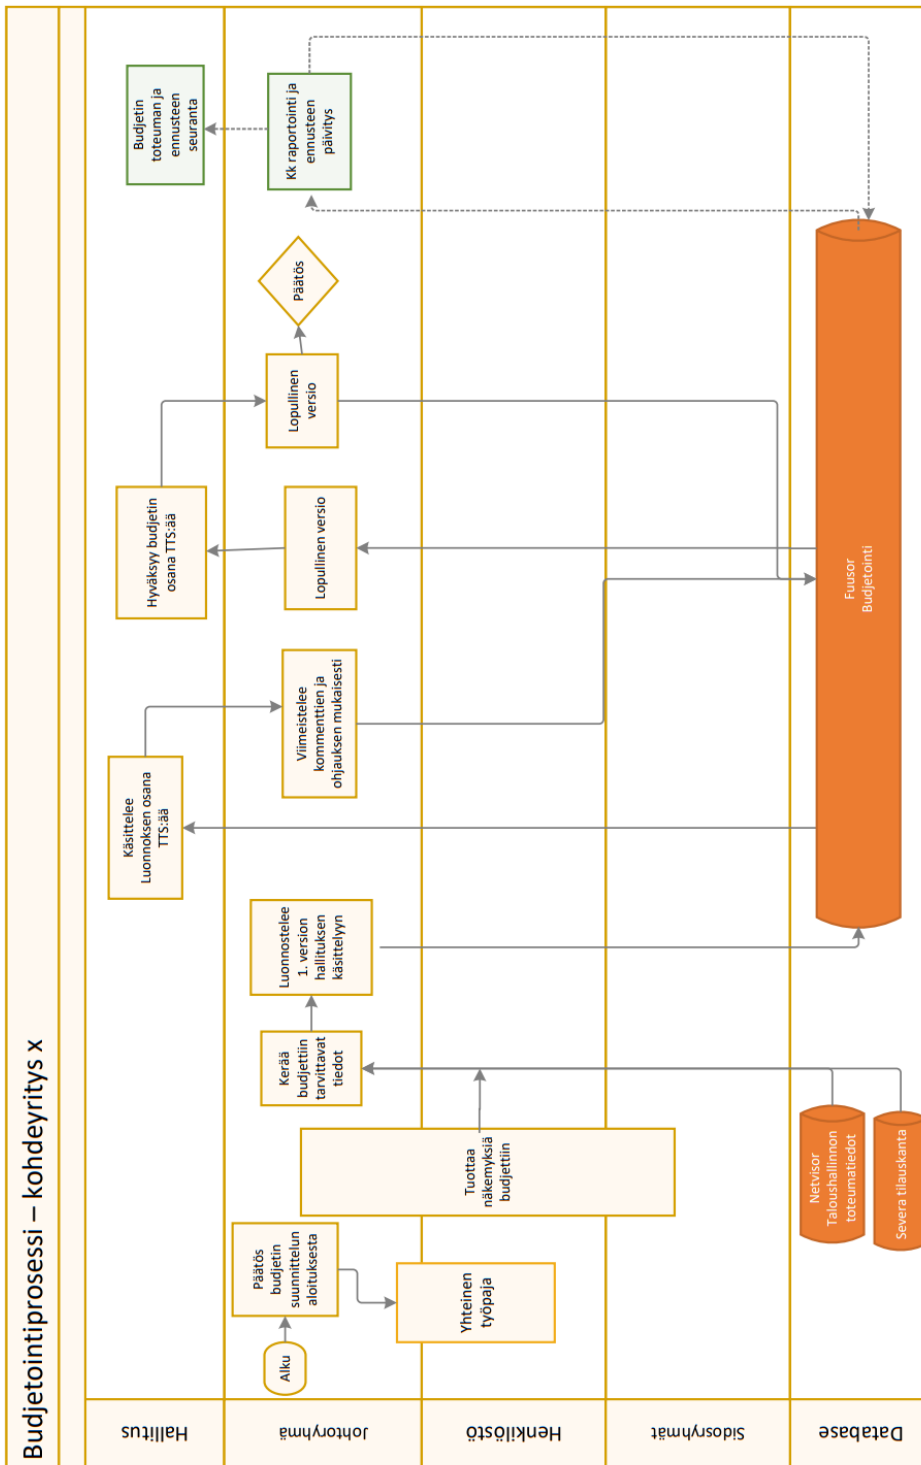 Budjetointiprosessi – kohdeyritys x
Hallitus
Johtoryhmä
Henkilöstö
Sidosryhmät
Database
Alku
Päätös
budjetin
suunnittelun
aloituksesta
Yhteinen
työpaja
Tuottaa
näkemyksiä
budjettiin
Netvisor
Taloushallinnon
toteumatiedot
Severa tilauskanta
Kerää
budjettiin
tarvittavat
tiedot
Luonnostelee
1. version
hallituksen
käsittelyyn
Käsittelee
Luonnoksen osana
TTS:ää
Viimeistelee
kommenttien ja
ohjauksen mukaisesti
Lopullinen versio
Hyväksyy budjetin
osana TTS:ää
Lopullinen
versio
Päätös
Fuusor
Budjetointi
Kk raportointi ja
ennusteen
päivitys
Budjetin
toteuman ja
ennusteen
seuranta